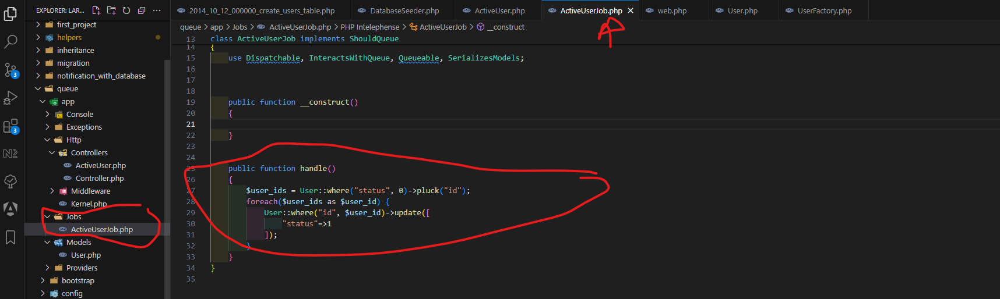 EXPLORER: LAR...
first_project
helpers
inheritance
migration
notification_with_database
queue
app
Console
Exceptions
Http
Controllers
ActiveUser.php
Controller.php
Middleware
Kernel.php
Jobs
ActiveUserJob.php
Models
User.php
Providers
bootstrap
config
3
3
2014_10_12_000000_create_users_table.php
DatabaseSeeder.php
ActiveUser.php
ActiveUserJob.php
web.php
User.php
UserFactory.php
queue > app > Jobs > ActiveUserJob.php > PHP Intelephense > ActiveUserJob > __construct
13 class ActiveUserJob implements ShouldQueue
14 {
15 use Dispatchable, InteractsWithQueue, Queueable, SerializesModels;
16
17
18
19 public function __construct()
20 {
21
22 }
23
24
25 public function handle()
26 {
27 $user_ids = User::where("status", 0)->pluck("id");
28 foreach($user_ids as $user_id) {
29 User::where("id", $user_id)->update([
30 "status"=>1
31 ]);
32 }
33 }
34 }
35